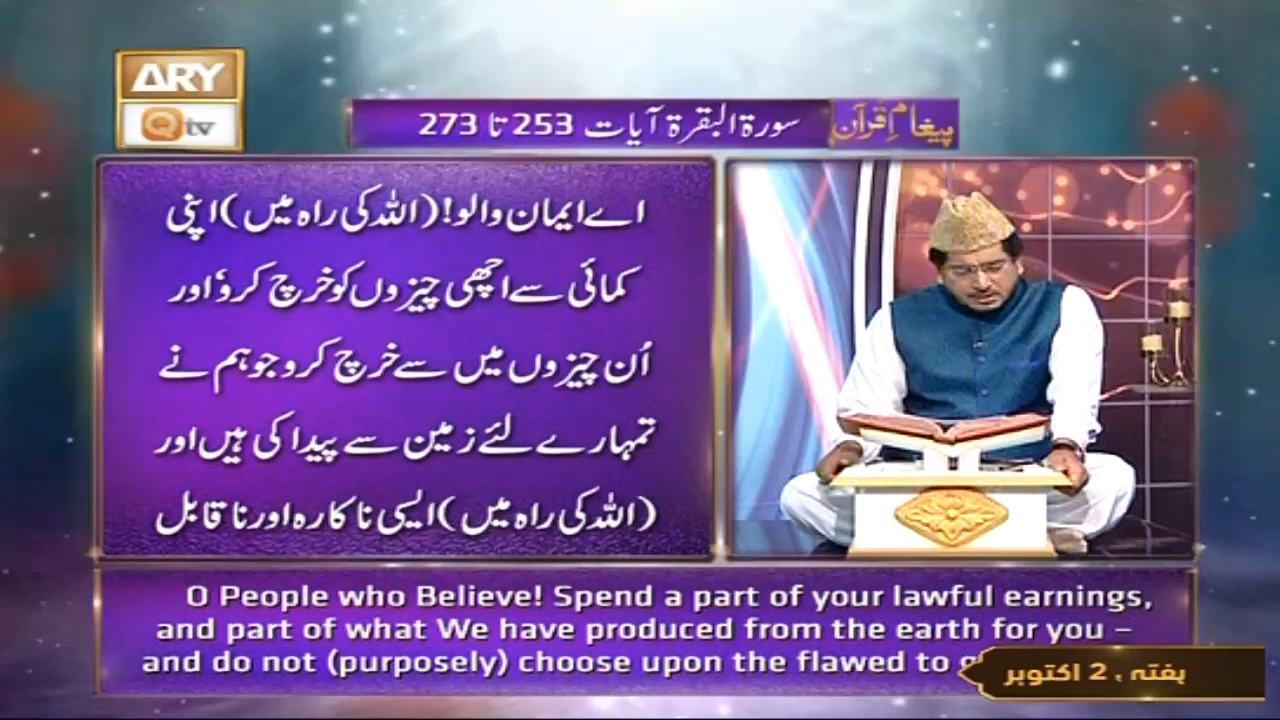 ARY
Qtv
پیغامِ قرآن
سورۃ البقرۃ آیات 253 تا 273
اے ایمان والو! (اللہ کی راہ میں) اپنی
کمائی سے اچھی چیزوں کو خرچ کرو‘ اور
اُن چیزوں میں سے خرچ کرو جو ہم نے
تمہارے لئے زمین سے پیدا کی ہیں اور
(اللہ کی راہ میں) ایسی ناکارہ اور ناقابل
O People who Believe! Spend a part of your lawful earnings,
and part of what We have produced from the earth for you –
and do not (purposely) choose upon the flawed to
ہفتہ ، 2 اکتوبر